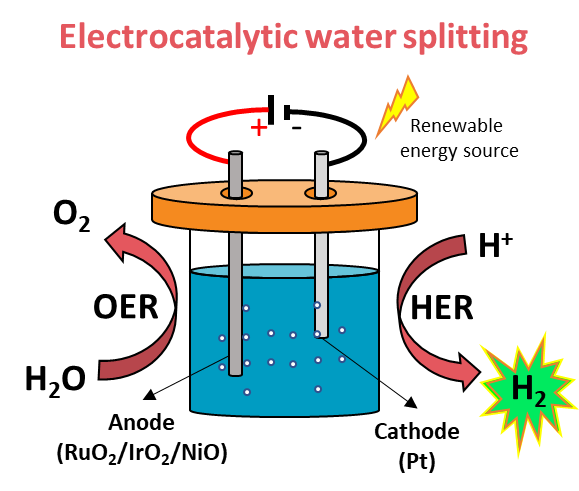 Electrocatalytic water splitting
+
-
Renewable
energy source
O₂
H⁺
OER
HER
H₂O
H₂
Anode
(RuO₂/IrO₂/NiO)
Cathode
(Pt)